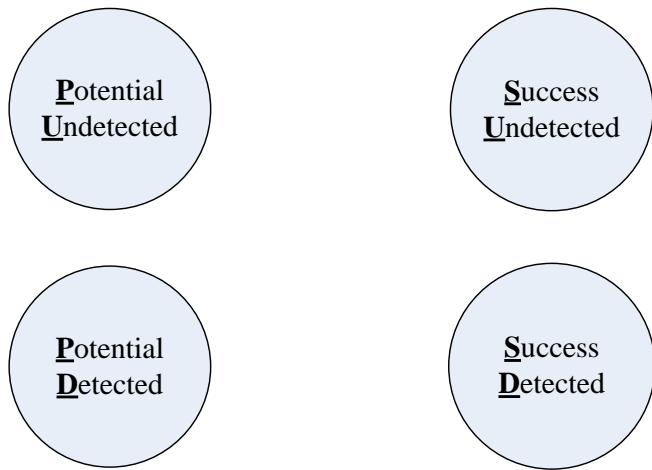 Potential
Undetected
Success
Undetected
Potential
Detected
Success
Detected